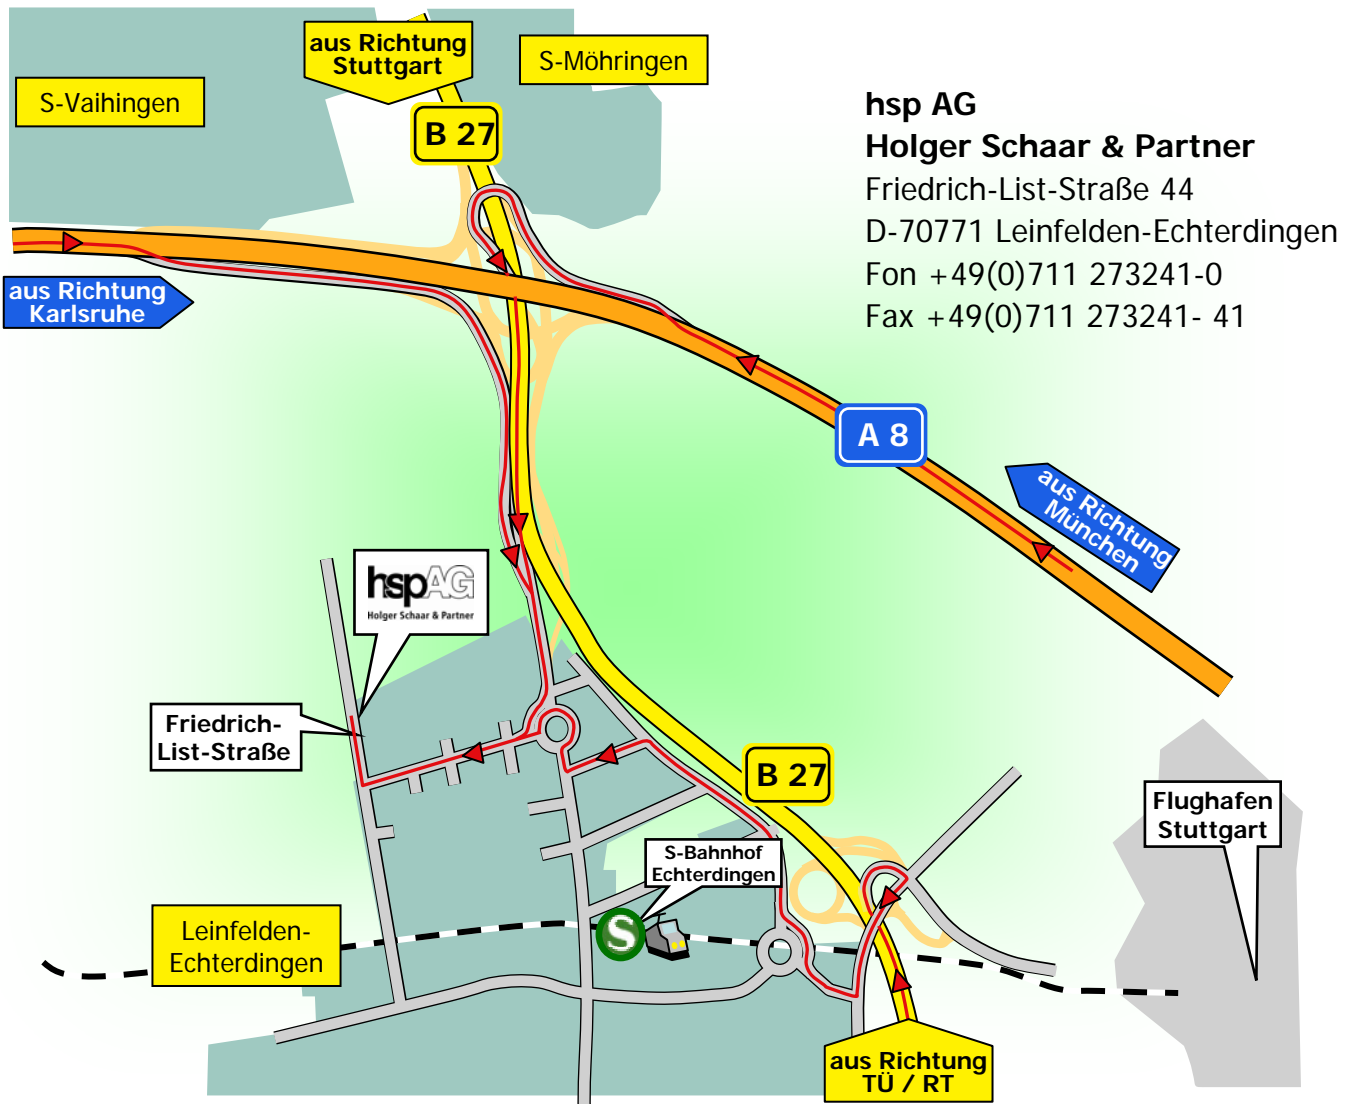 aus Richtung
Stuttgart
S-Möhringen
S-Vaihingen
B 27
hsp AG
Holger Schaar & Partner
Friedrich-List-Straße 44
D-70771 Leinfelden-Echterdingen
Fon +49(0)711 273241-0
Fax +49(0)711 273241- 41
aus Richtung
Karlsruhe
A 8
aus Richtung
München
hspAG
Holger Schaar & Partner
Friedrich-
List-Straße
B 27
Flughafen
Stuttgart
S-Bahnhof
Echterdingen
S
Leinfelden-
Echterdingen
aus Richtung
TÜ / RT